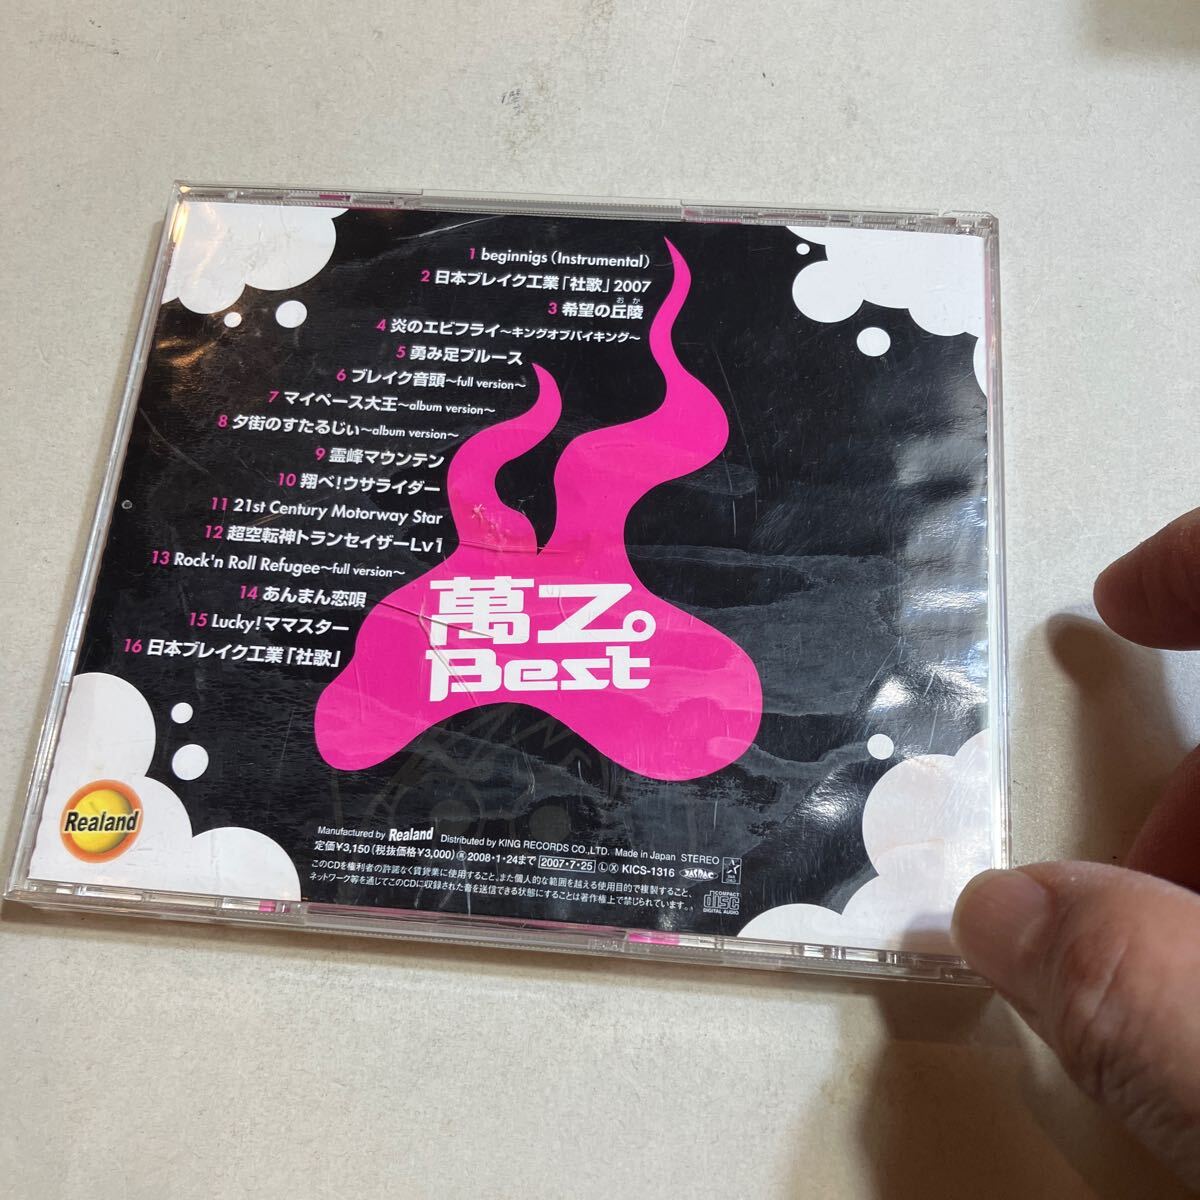 1 beginnigs (Instrumental)
2 日本ブレイク工業「社歌」2007
おか
3 希望の丘陵
4 炎のエビフライ～キングオブバイキング～
5 勇み足ブルース
6 ブレイク音頭～full version～
7 マイペース大王～album version～
8 夕街のすたるじぃ～album version～
9 霊峰マウンテン
10 翔べ!ウサライダー
11 21st Century Motorway Star
12 超空転神トランセイザーLv1
13 Rock'n Roll Refugee～full version～
14 あんまん恋唄
15 Lucky!ママスター
16 日本ブレイク工業「社歌」
萬Z。
Best
Realand
Manufactured by Realand Distributed by KING RECORDS CO.,LTD. Made in Japan STEREO
定価¥3,150(税抜価格¥3,000) 再 2008・1・24まで 2007・7・25 Ⓛ Ⓧ KICS-1316 JASRAC
このCDを権利者の許諾なく賃貸業に使用すること、また個人的な範囲を超える使用目的で複製すること、
ネットワーク等を通じてこのCDに収録された音を送信できる状態にすることは著作権上で禁じられています。
COMPACT
disc
DIGITAL AUDIO